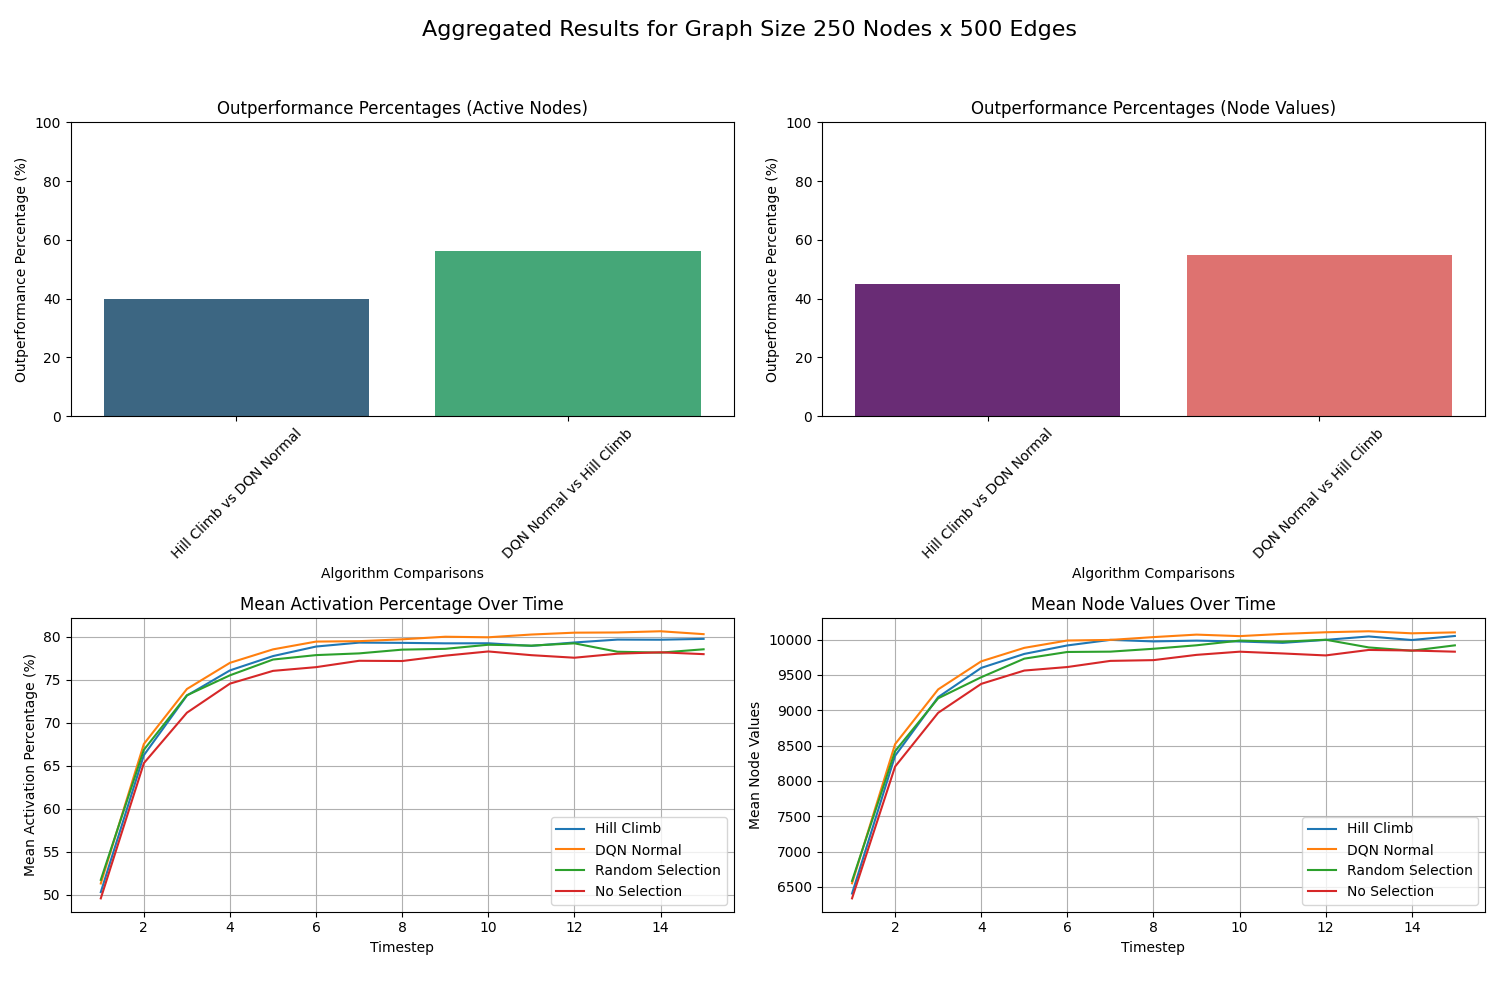 Aggregated Results for Graph Size 250 Nodes x 500 Edges
Outperformance Percentages (Active Nodes)
Outperformance Percentage (%)
100
80
60
40
20
0
Hill Climb vs DQN Normal
DQN Normal vs Hill Climb
Algorithm Comparisons
Outperformance Percentages (Node Values)
Outperformance Percentage (%)
100
80
60
40
20
0
Hill Climb vs DQN Normal
DQN Normal vs Hill Climb
Algorithm Comparisons
Mean Activation Percentage Over Time
Mean Activation Percentage (%)
80
75
70
65
60
55
50
Hill Climb
DQN Normal
Random Selection
No Selection
2 4 6 8 10 12 14
Timestep
Mean Node Values Over Time
Mean Node Values
10000
9500
9000
8500
8000
7500
7000
6500
Hill Climb
DQN Normal
Random Selection
No Selection
2 4 6 8 10 12 14
Timestep